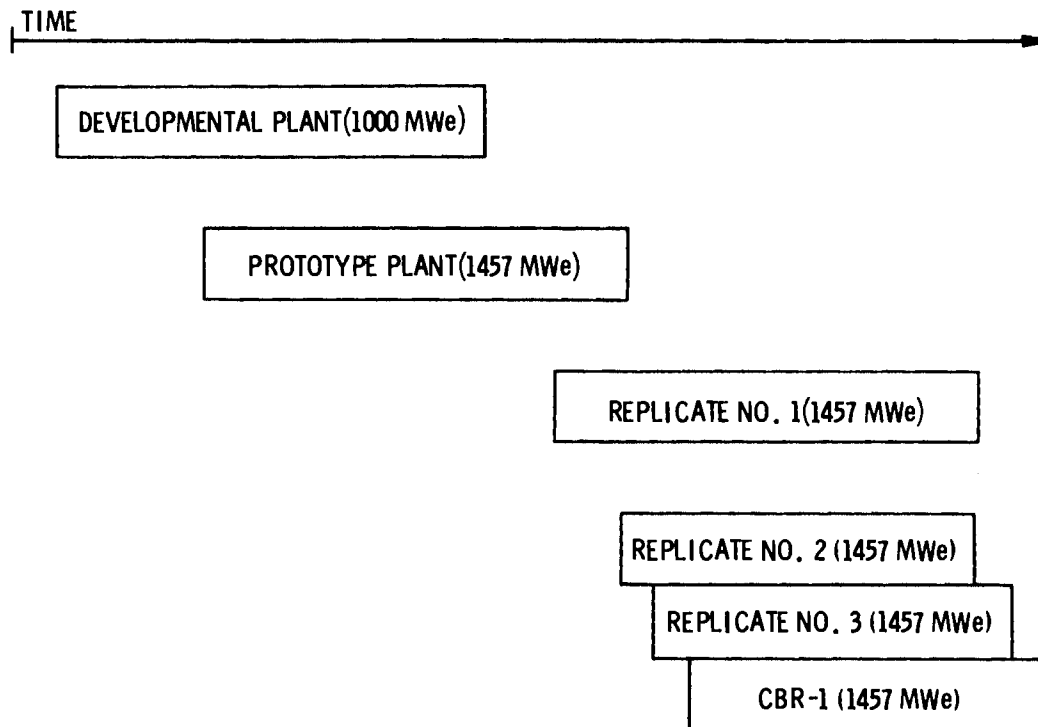 TIME
DEVELOPMENTAL PLANT(1000 MWe)
PROTOTYPE PLANT(1457 MWe)
REPLICATE NO. 1(1457 MWe)
REPLICATE NO. 2 (1457 MWe)
REPLICATE NO. 3 (1457 MWe)
CBR-1 (1457 MWe)